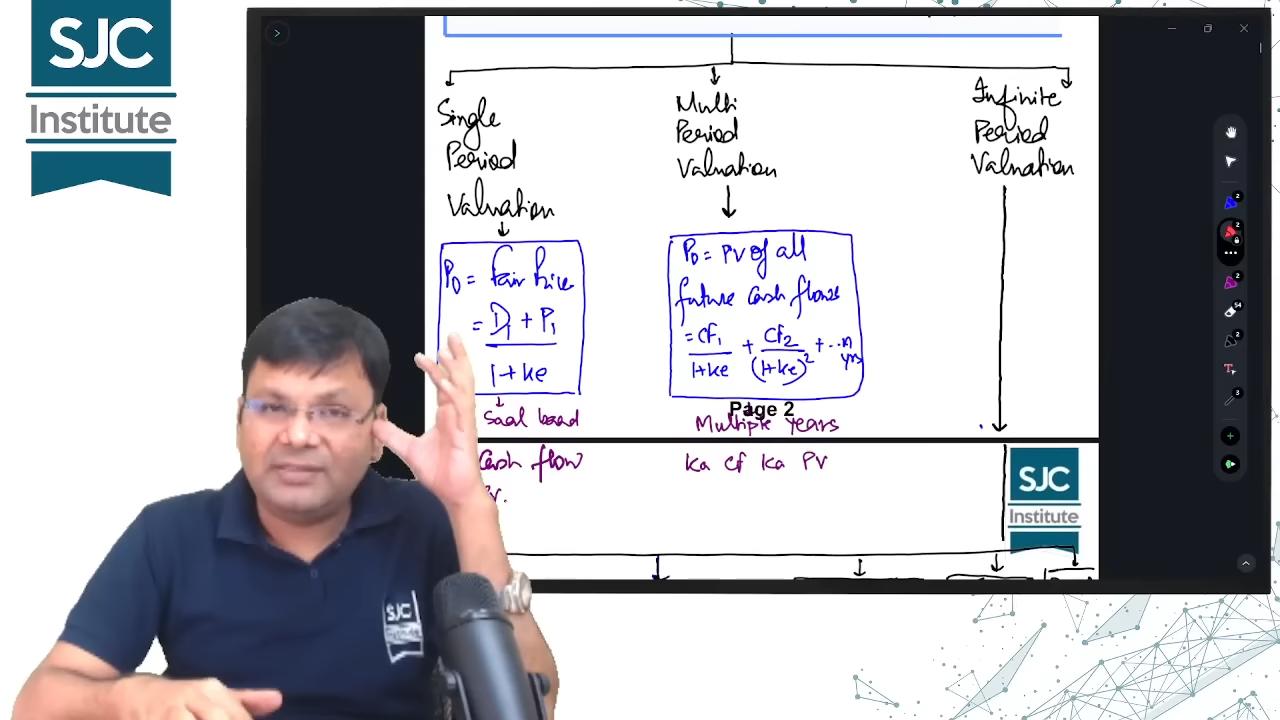 SJC
Institute
Single
Period
Valuation
P0 = Fair Price
= D1 + P1
1 + ke
Cash flow
Multi
Period
Valuation
P0 = PV of all
future cash flows
= CF1 + CF2 + ...n
1+ke (1+ke)2 yrs
Page 2
Multiple years
ka CF ka PV
Infinite
Period
Valuation
SJC
Institute
SJC